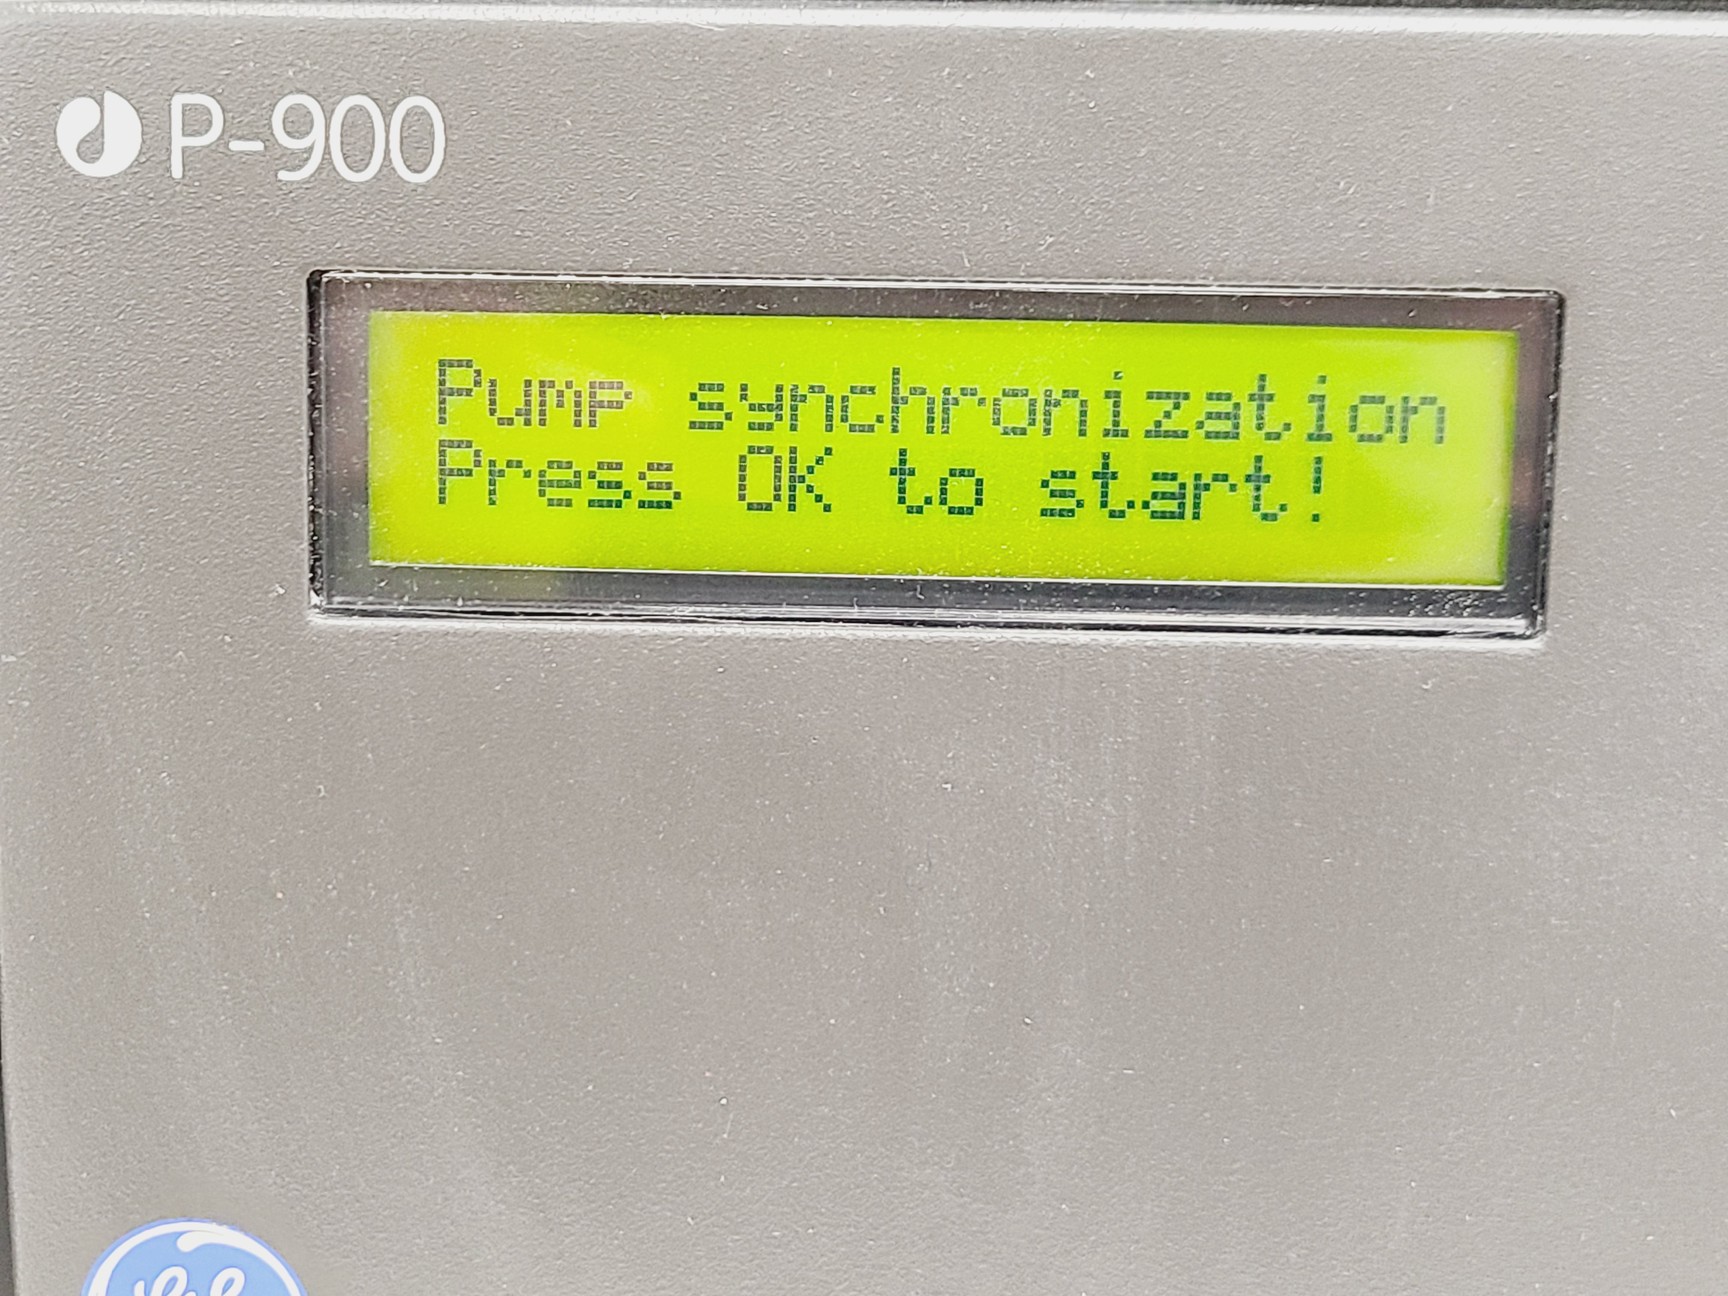 P-900
Pump synchronization
Press OK to start!